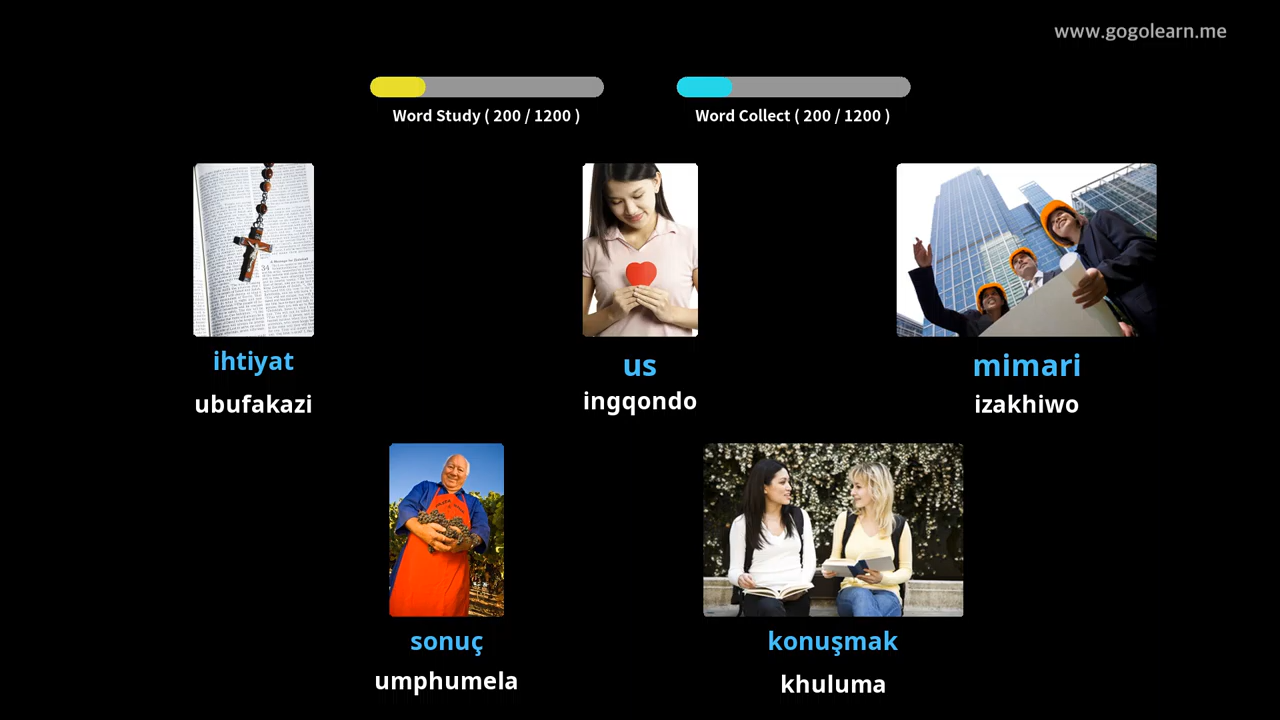 www.gogolearn.me
Word Study ( 200 / 1200 )
Word Collect ( 200 / 1200 )
ihtiyat
us
mimari
ubufakazi
ingqondo
izakhiwo
sonuç
konuşmak
umphumela
khuluma